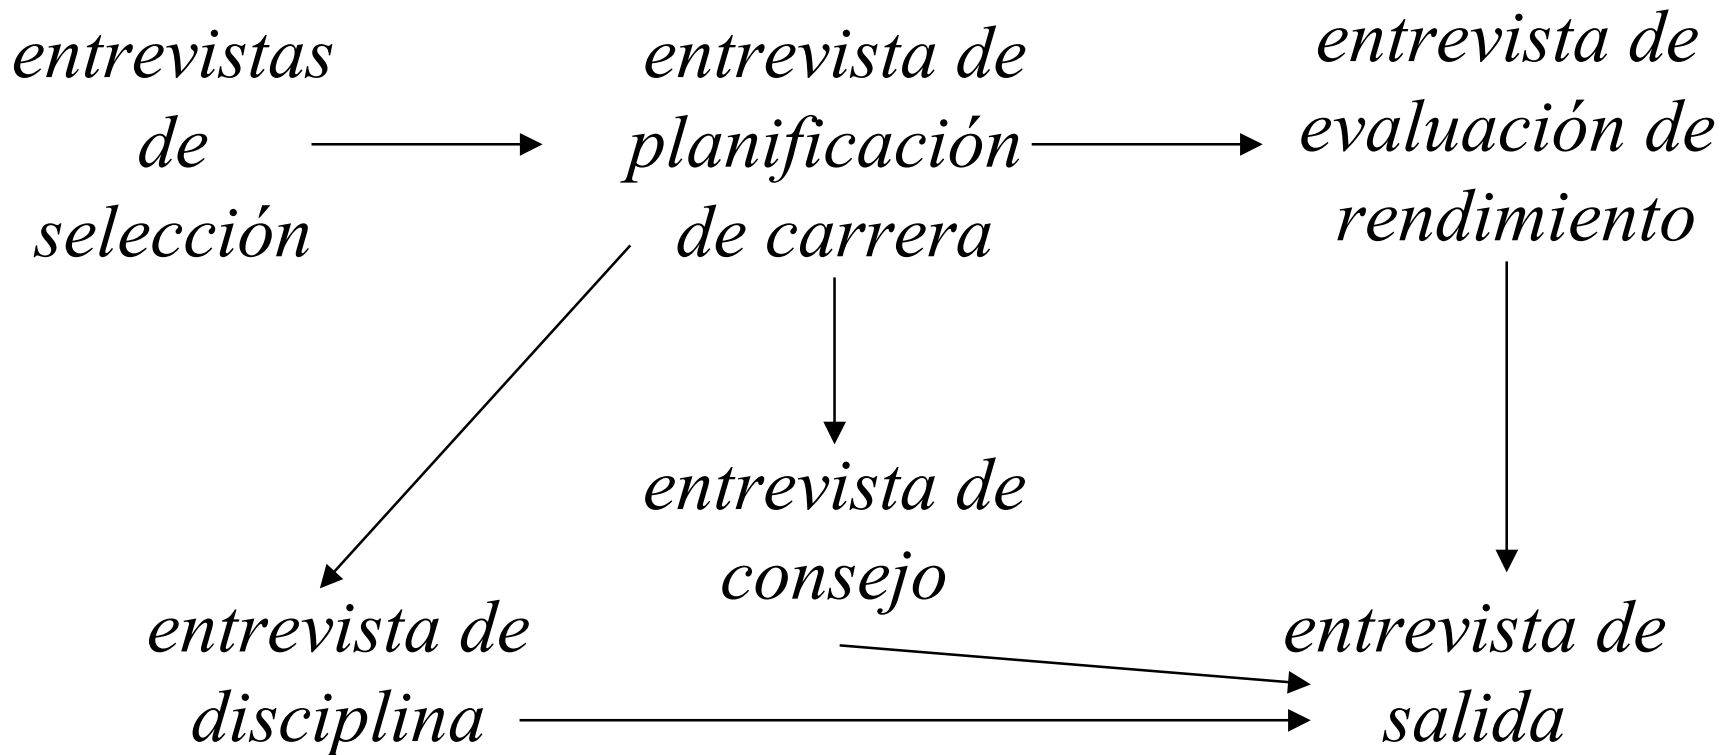 entrevistas
de
selección
entrevista de
planificación
de carrera
entrevista de
evaluación de
rendimiento
entrevista de
consejo
entrevista de
disciplina
entrevista de
salida